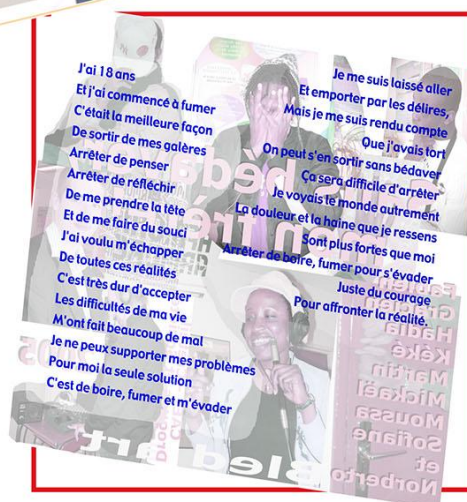 J'ai 18 ans
Et j'ai commencé à fumer
C'était la meilleure façon
De sortir de mes galères
Arrêter de penser
Arrêter de réfléchir
De me prendre la tête
Et de me faire du souci
J'ai voulu m'échapper
De toutes ces réalités
C'est très dur d'accepter
Les difficultés de ma vie
M'ont fait beaucoup de mal
Je ne peux supporter mes problèmes
Pour moi la seule solution
C'est de boire, fumer et m'évader
Je me suis laissé aller
Et emporter par les délires,
Mais je me suis rendu compte
Que j'avais tort
On peut s'en sortir sans bédaver
Ça sera difficile d'arrêter
Je voyais le monde autrement
La douleur et la haine que je ressens
Sont plus fortes que moi
Arrêter de boire, fumer pour s'évader
Juste du courage
Pour affronter la réalité.
Hadia
Kéké
Martin
Mickaël
Moussa
Sofiane
et
Norberto